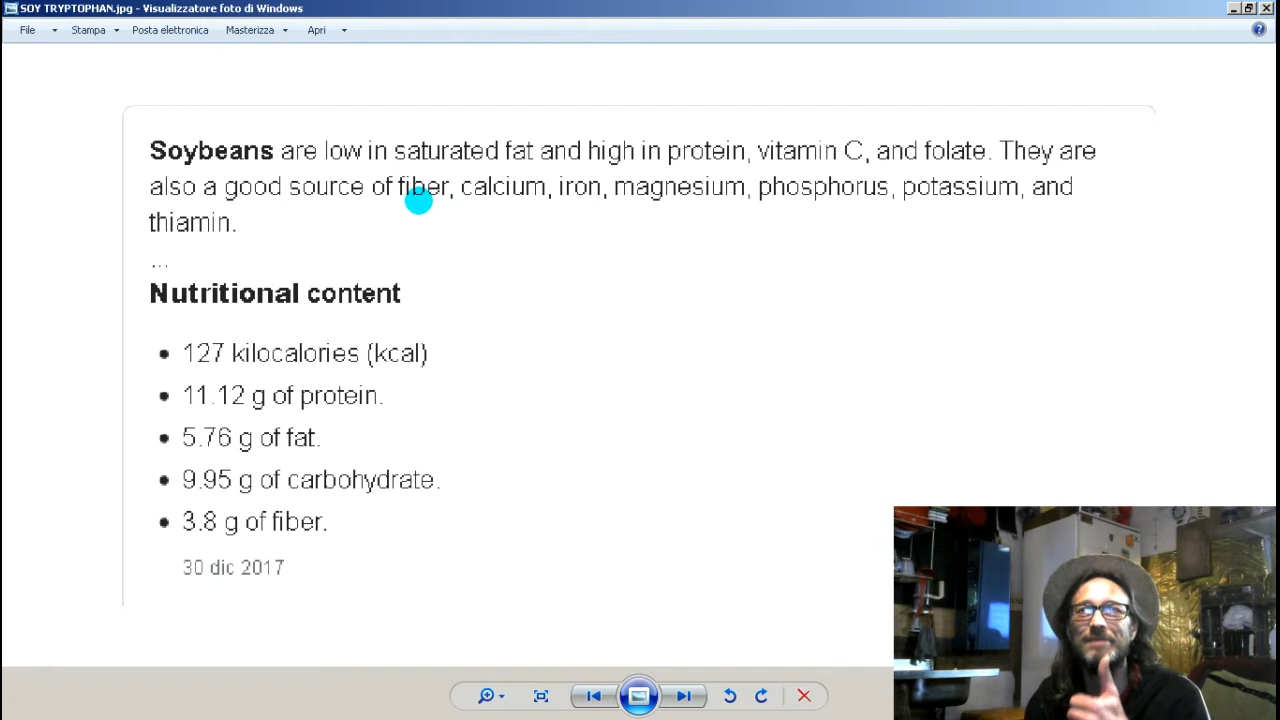 SOY TRYPTOPHAN.jpg - Visualizzatore foto di Windows
File Stampa Posta elettronica Masterizza Apri
Soybeans are low in saturated fat and high in protein, vitamin C, and folate. They are
also a good source of fiber, calcium, iron, magnesium, phosphorus, potassium, and
thiamin.
...
Nutritional content
• 127 kilocalories (kcal)
• 11.12 g of protein.
• 5.76 g of fat.
• 9.95 g of carbohydrate.
• 3.8 g of fiber.
30 dic 2017